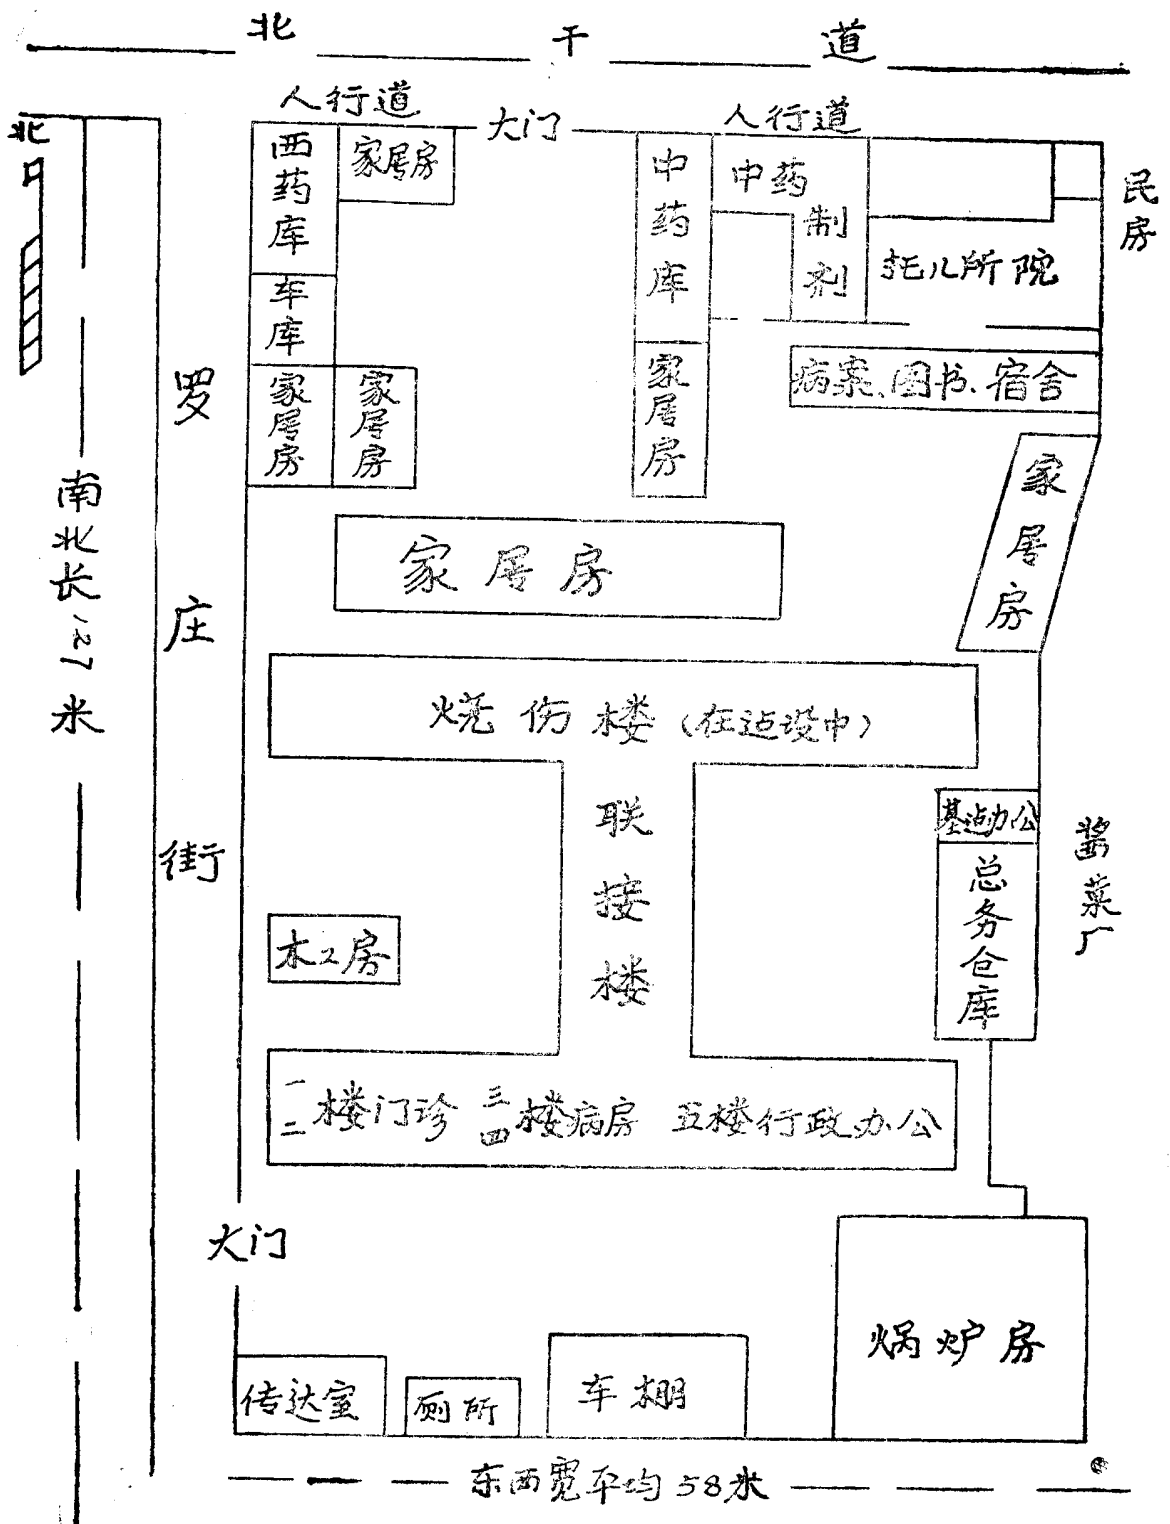 北干道
人行道
大门
人行道
北
西药库
家居房
中药库
中药
制剂
托儿所院
民房
车库
家居房
家居房
家居房
病案、图书、宿舍
家居房
罗庄街
南北长127米
家居房
烧伤楼(在迠设中)
联接楼
基迠办公
总务仓库
酱菜厂
木工房
一二楼门诊 三四楼病房 五楼行政办公
大门
锅炉房
传达室
厕所
车棚
东西宽平均58米